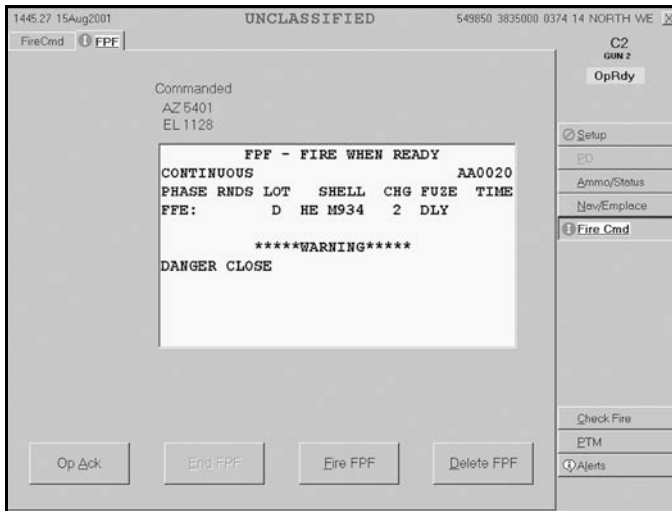 1445.27 15Aug2001 UNCLASSIFIED 549850 3835000 0374 14 NORTH WE X
FireCmd FPF
C2
GUN 2
OpRdy
Commanded
AZ 5401
EL 1128
FPF - FIRE WHEN READY
CONTINUOUS AA0020
PHASE RNDS LOT SHELL CHG FUZE TIME
FFE: D HE M934 2 DLY
*****WARNING*****
DANGER CLOSE
Setup
PD
Ammo/Status
Nav/Emplace
Fire Cmd
Check Fire
PTM
Alerts
Op Ack End FPF Fire FPF Delete FPF